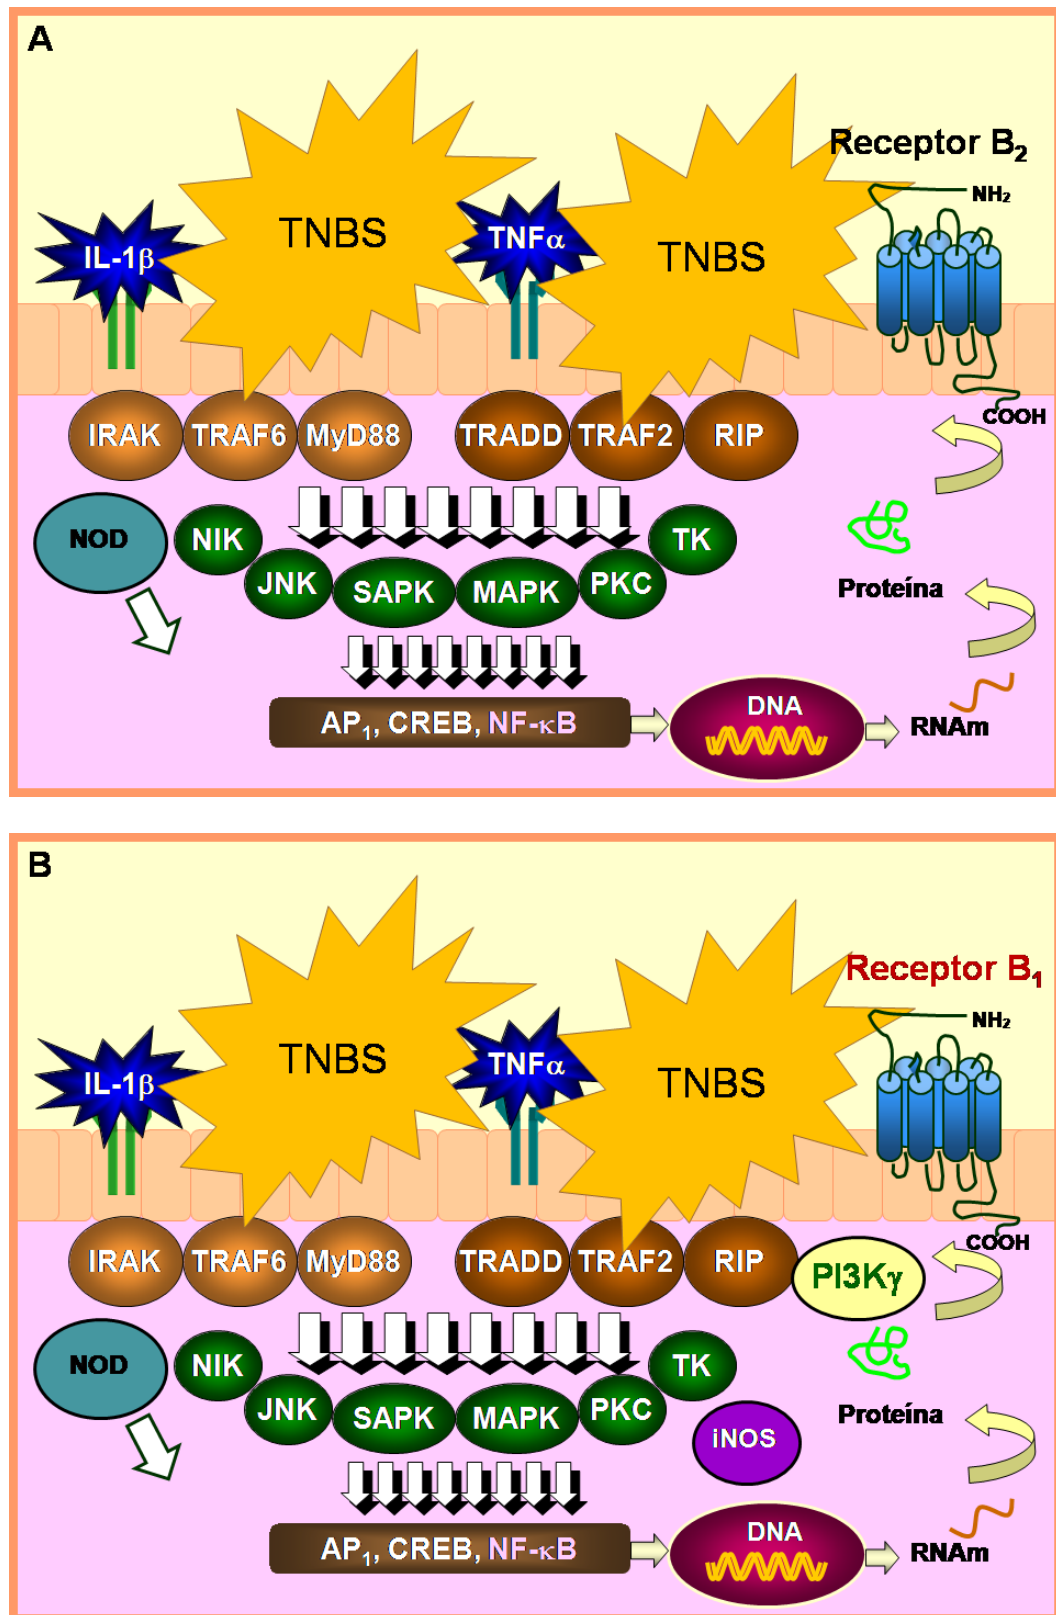 A
TNBS
TNBS
Receptor B₂
NH₂
IL-1β
TNFα
COOH
IRAK
TRAF6
MyD88
TRADD
TRAF2
RIP
NOD
NIK
TK
JNK
SAPK
MAPK
PKC
Proteína
AP₁, CREB, NF-κB
DNA
RNAm
B
TNBS
TNBS
Receptor B₁
NH₂
IL-1β
TNFα
COOH
IRAK
TRAF6
MyD88
TRADD
TRAF2
RIP
PI3Kγ
NOD
NIK
TK
JNK
SAPK
MAPK
PKC
Proteína
iNOS
AP₁, CREB, NF-κB
DNA
RNAm